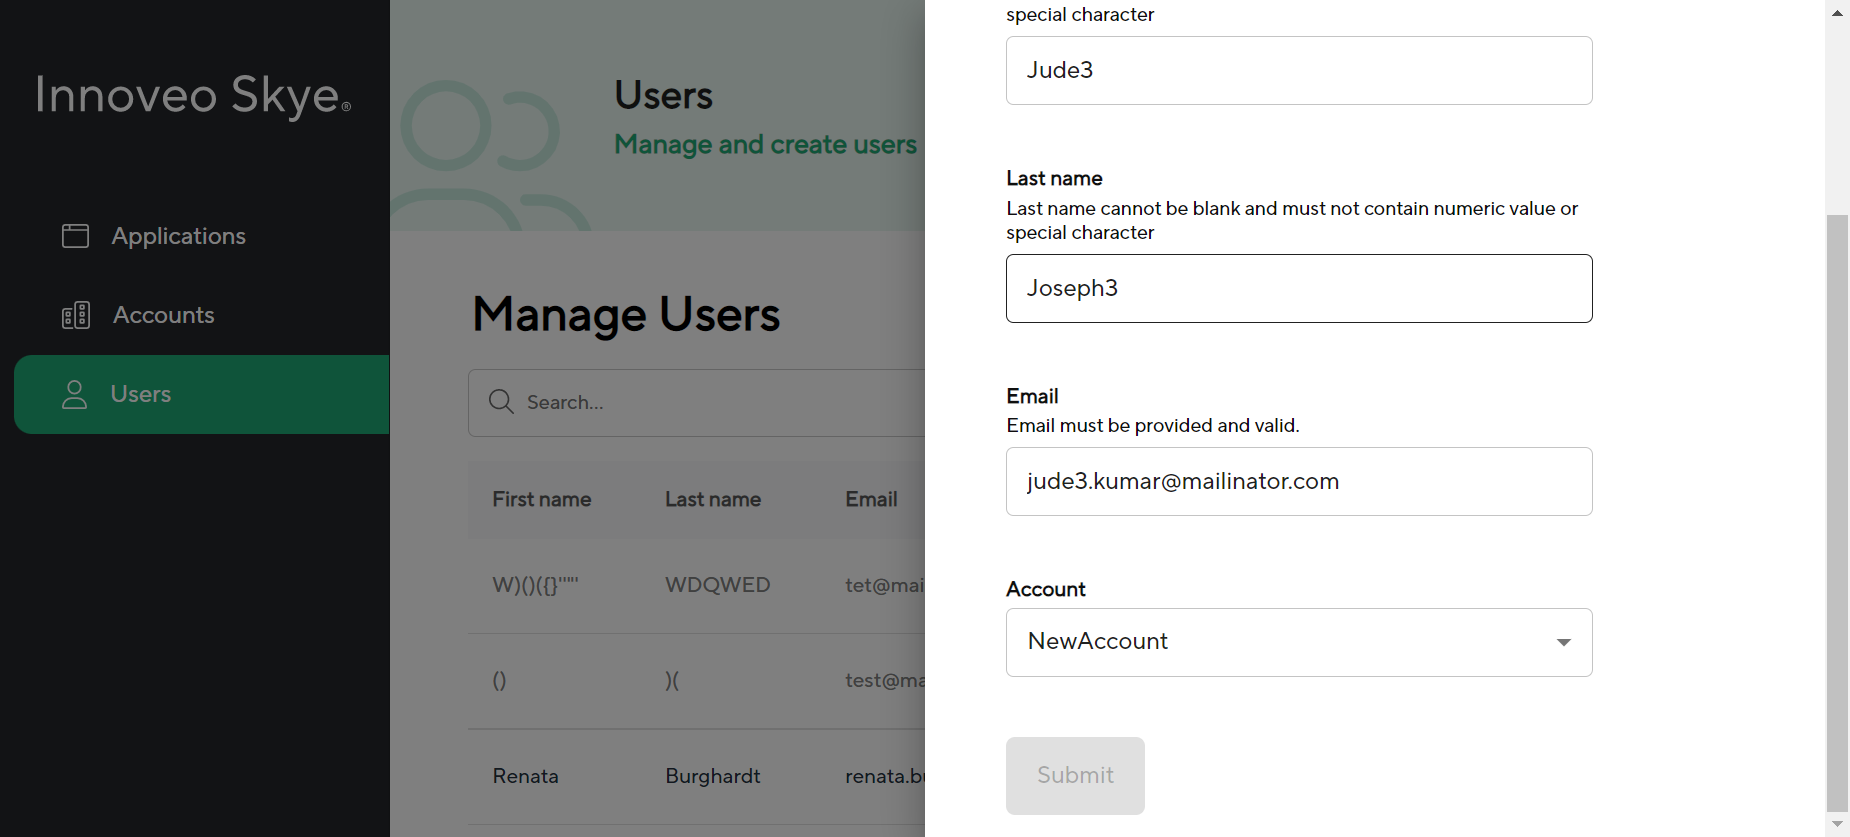 Innoveo Skye®
Applications
Accounts
Users
Users
Manage and create users
Manage Users
Search...
First name Last name Email
W)()({}''''' WDQWED tet@mai
() )( test@ma
Renata Burghardt renata.bu
special character
Jude3
Last name
Last name cannot be blank and must not contain numeric value or
special character
Joseph3
Email
Email must be provided and valid.
jude3.kumar@mailinator.com
Account
NewAccount
Submit